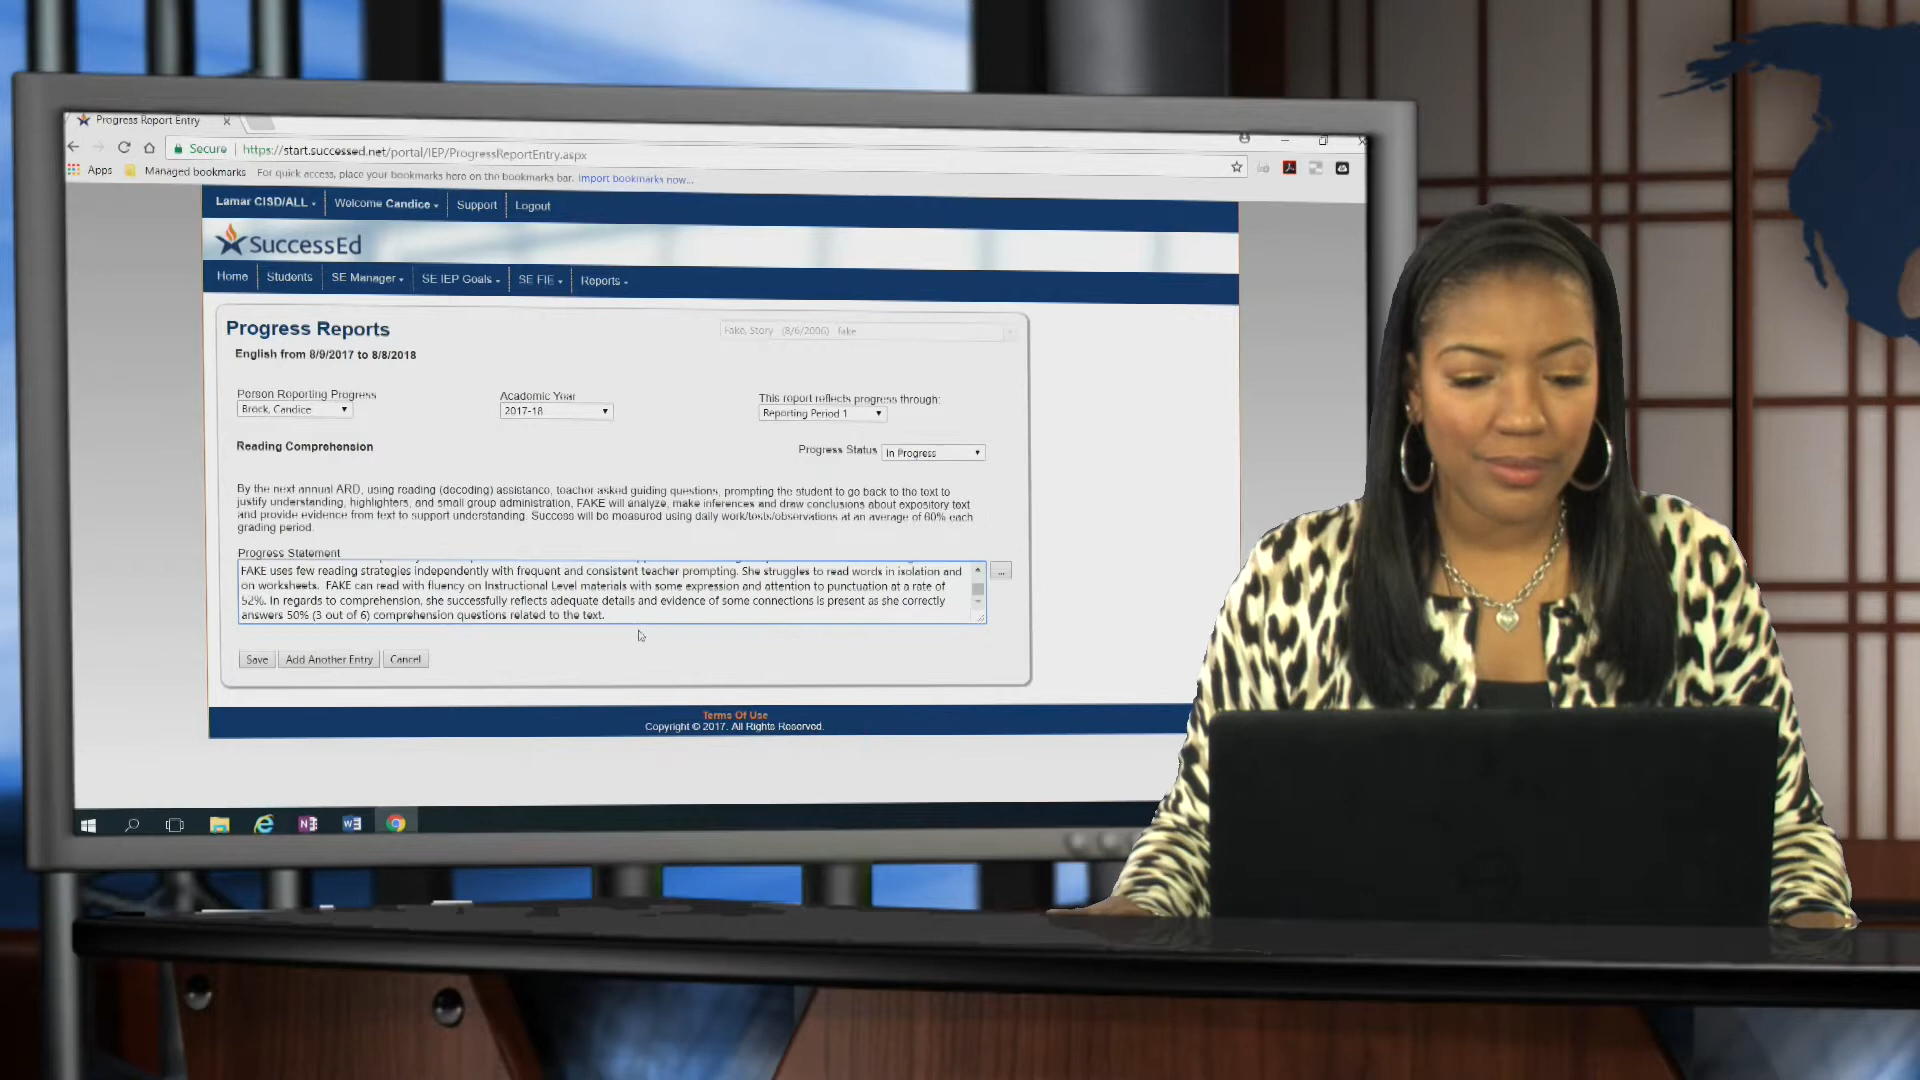 Progress Report Entry
Secure | https://start.successed.net/portal/IEP/ProgressReportEntry.aspx
Apps Managed bookmarks For quick access, place your bookmarks here on the bookmarks bar. Import bookmarks now...
Lamar CISD/ALL Welcome Candice Support Logout
SuccessEd
Home Students SE Manager SE IEP Goals SE FIE Reports
Progress Reports
Fake, Story (8/6/2006) fake
English from 8/9/2017 to 8/8/2018
Person Reporting Progress Academic Year This report reflects progress through:
Brock, Candice 2017-18 Reporting Period 1
Reading Comprehension Progress Status In Progress
By the next annual ARD, using reading (decoding) assistance, teacher asked guiding questions, prompting the student to go back to the text to
justify understanding, highlighters, and small group administration, FAKE will analyze, make inferences and draw conclusions about expository text
and provide evidence from text to support understanding. Success will be measured using daily work/tests/observations at an average of 60% each
grading period.
Progress Statement
FAKE uses few reading strategies independently with frequent and consistent teacher prompting. She struggles to read words in isolation and
on worksheets. FAKE can read with fluency on Instructional Level materials with some expression and attention to punctuation at a rate of
52%. In regards to comprehension, she successfully reflects adequate details and evidence of some connections is present as she correctly
answers 50% (3 out of 6) comprehension questions related to the text.
...
Save Add Another Entry Cancel
Terms Of Use
Copyright © 2017. All Rights Reserved.